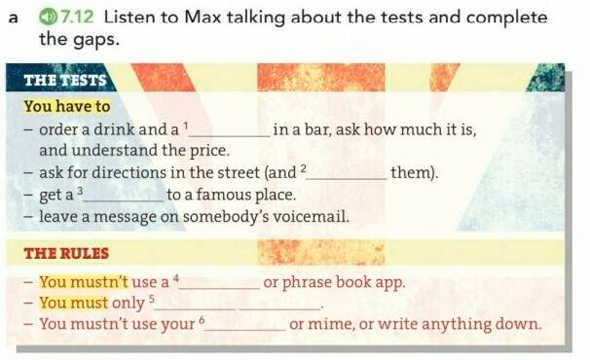 a 7.12 Listen to Max talking about the tests and complete
the gaps.
THE TESTS
You have to
– order a drink and a ¹__________ in a bar, ask how much it is,
and understand the price.
– ask for directions in the street (and ²__________ them).
– get a ³__________ to a famous place.
– leave a message on somebody's voicemail.
THE RULES
– You mustn't use a ⁴__________ or phrase book app.
– You must only ⁵__________ __________.
– You mustn't use your ⁶__________ or mime, or write anything down.